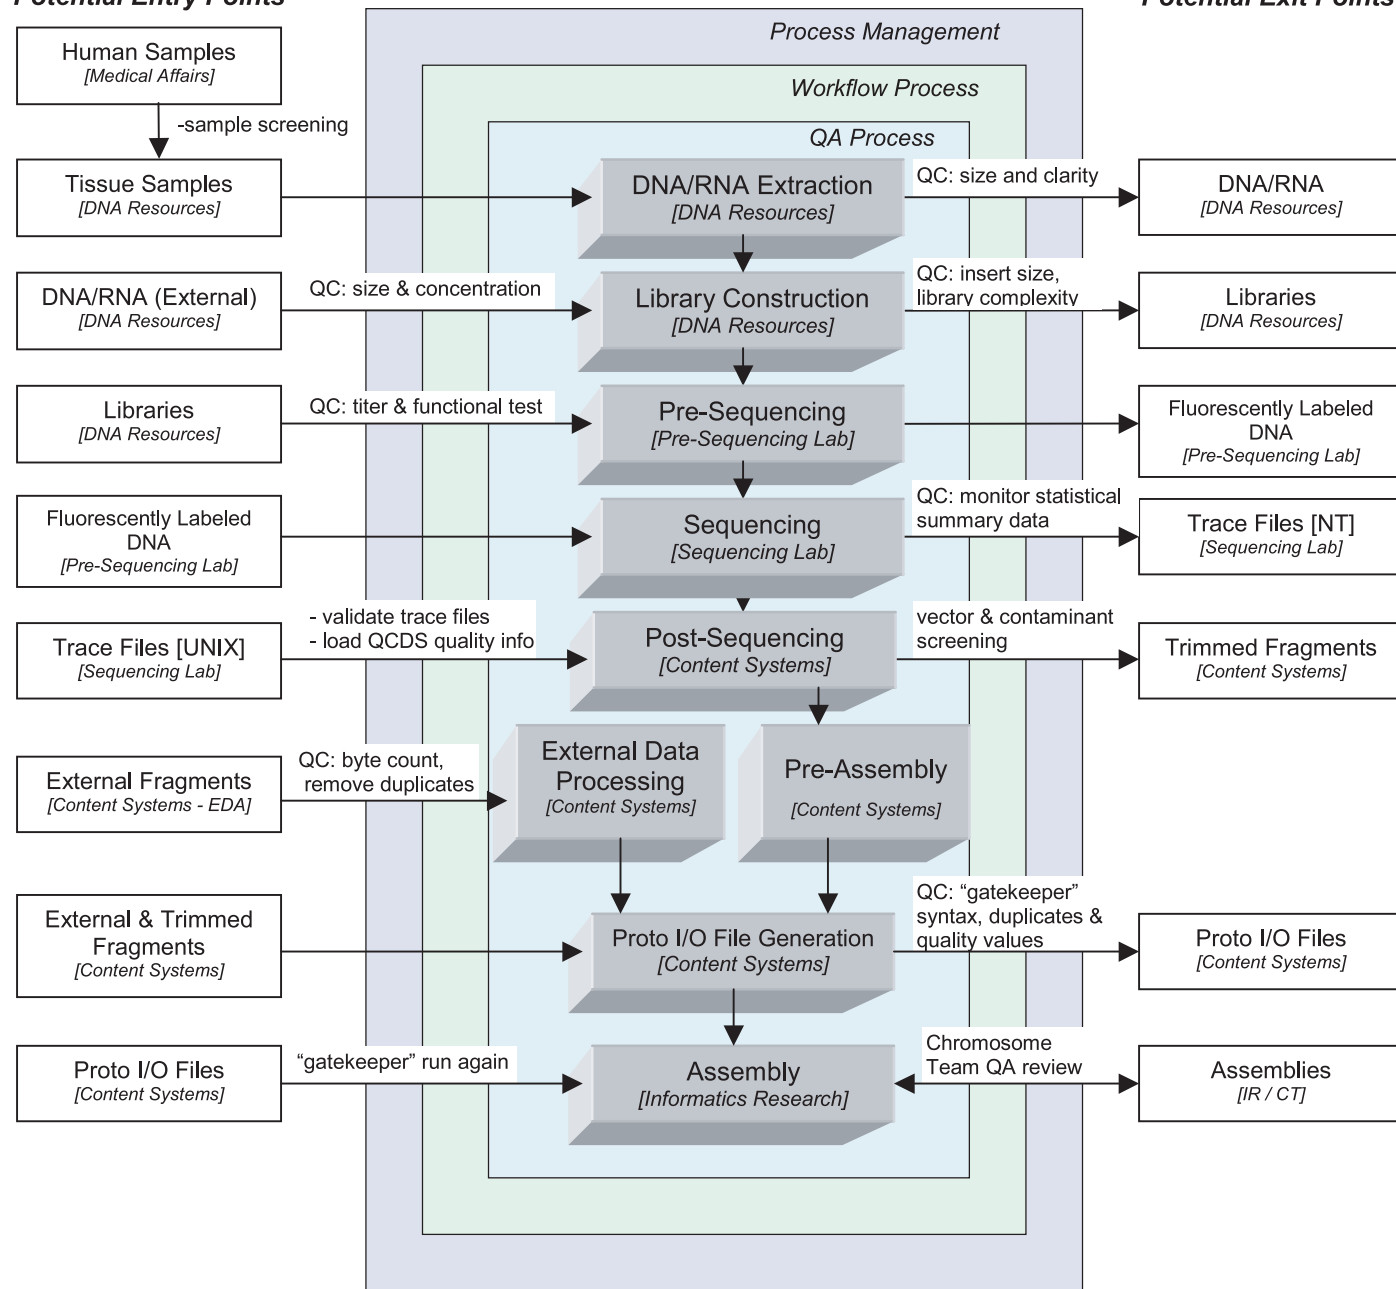 Potential Entry Points
Potential Exit Points
Process Management
Workflow Process
QA Process
Human Samples
[Medical Affairs]
-sample screening
Tissue Samples
[DNA Resources]
DNA/RNA Extraction
[DNA Resources]
QC: size and clarity
DNA/RNA
[DNA Resources]
DNA/RNA (External)
[DNA Resources]
QC: size & concentration
Library Construction
[DNA Resources]
QC: insert size,
library complexity
Libraries
[DNA Resources]
Libraries
[DNA Resources]
QC: titer & functional test
Pre-Sequencing
[Pre-Sequencing Lab]
Fluorescently Labeled
DNA
[Pre-Sequencing Lab]
Fluorescently Labeled
DNA
[Pre-Sequencing Lab]
Sequencing
[Sequencing Lab]
QC: monitor statistical
summary data
Trace Files [NT]
[Sequencing Lab]
Trace Files [UNIX]
[Sequencing Lab]
- validate trace files
- load QCDS quality info
Post-Sequencing
[Content Systems]
vector & contaminant
screening
Trimmed Fragments
[Content Systems]
External Fragments
[Content Systems - EDA]
QC: byte count,
remove duplicates
External Data
Processing
[Content Systems]
Pre-Assembly
[Content Systems]
External & Trimmed
Fragments
[Content Systems]
Proto I/O File Generation
[Content Systems]
QC: “gatekeeper”
syntax, duplicates &
quality values
Proto I/O Files
[Content Systems]
Proto I/O Files
[Content Systems]
“gatekeeper” run again
Assembly
[Informatics Research]
Chromosome
Team QA review
Assemblies
[IR / CT]